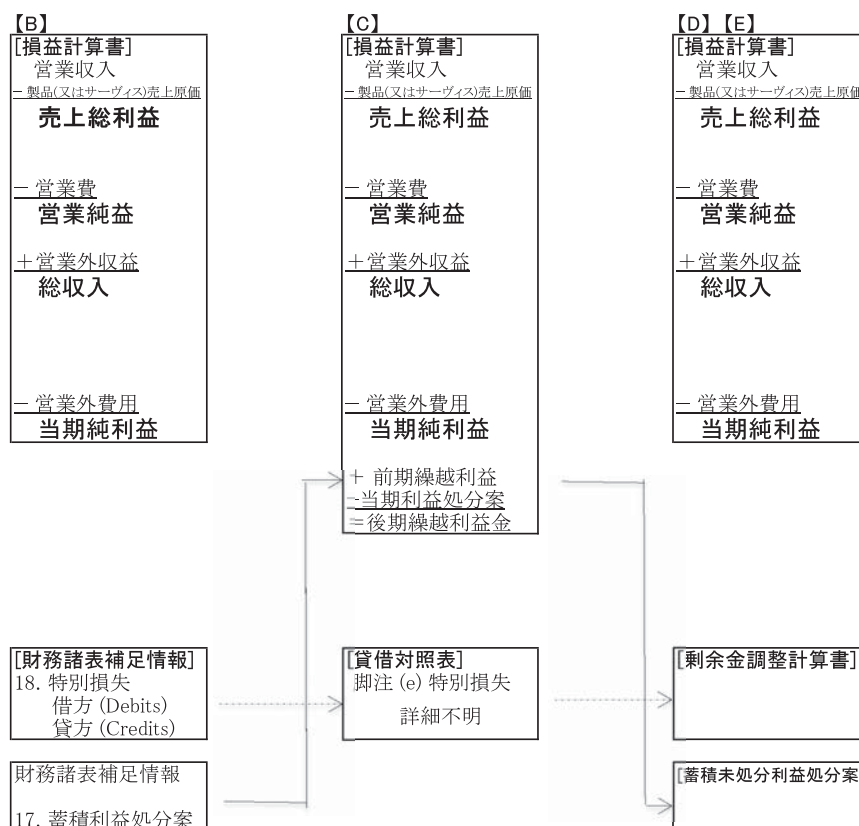 【B】
[損益計算書]
営業収入
－製品(又はサーヴィス)売上原価
売上総利益
－営業費
営業純益
＋営業外収益
総収入
－営業外費用
当期純利益
[財務諸表補足情報]
18. 特別損失
借方 (Debits)
貸方 (Credits)
財務諸表補足情報
17. 蓄積利益処分案
【C】
[損益計算書]
営業収入
－製品(又はサーヴィス)売上原価
売上総利益
－営業費
営業純益
＋営業外収益
総収入
－営業外費用
当期純利益
＋ 前期繰越利益
－当期利益処分案
＝後期繰越利益金
[貸借対照表]
脚注 (e) 特別損失
詳細不明
【D】【E】
[損益計算書]
営業収入
－製品(又はサーヴィス)売上原価
売上総利益
－営業費
営業純益
＋営業外収益
総収入
－営業外費用
当期純利益
[剰余金調整計算書]
[蓄積未処分利益処分案